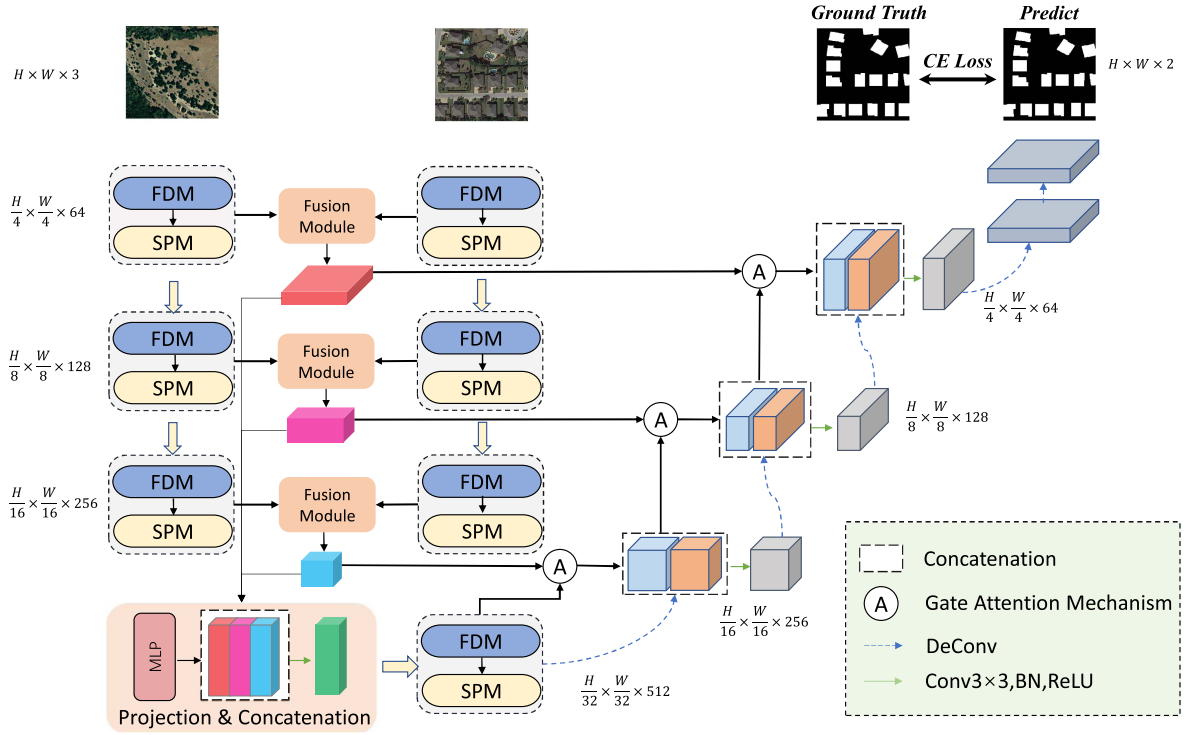 Ground Truth
Predict
H × W × 3
CE Loss
H × W × 2
FDM
SPM
Fusion
Module
FDM
SPM
H/4 × W/4 × 64
A
H/4 × W/4 × 64
FDM
SPM
Fusion
Module
FDM
SPM
H/8 × W/8 × 128
A
H/8 × W/8 × 128
FDM
SPM
Fusion
Module
FDM
SPM
H/16 × W/16 × 256
A
H/16 × W/16 × 256
MLP
Projection & Concatenation
FDM
SPM
H/32 × W/32 × 512
Concatenation
A Gate Attention Mechanism
DeConv
Conv3×3,BN,ReLU